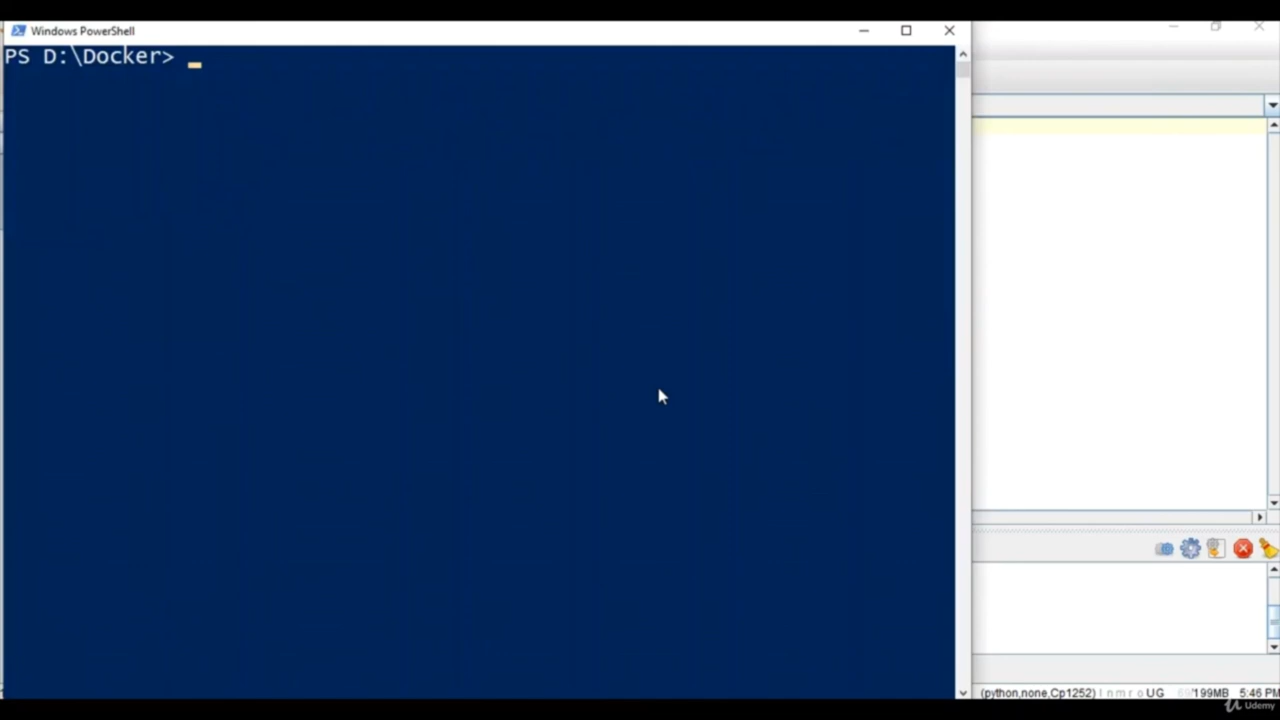 Windows PowerShell
PS D:\Docker>
(python,none,Cp1252)
UG
199MB
5:46 PM
Udemy